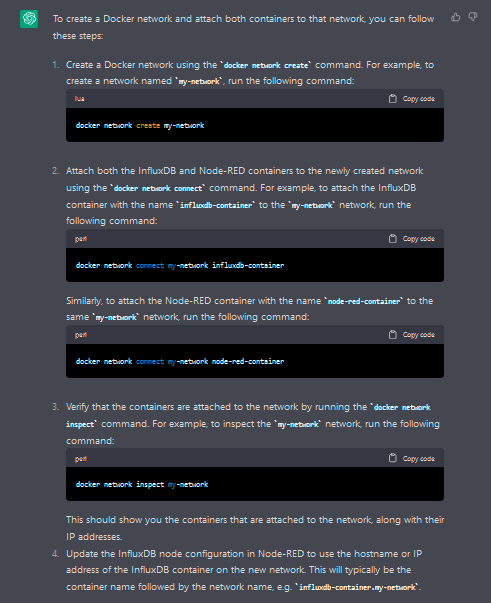 To create a Docker network and attach both containers to that network, you can follow
these steps:
1. Create a Docker network using the `docker network create` command. For example, to
create a network named `my-network`, run the following command:
lua
Copy code
docker network create my-network
2. Attach both the InfluxDB and Node-RED containers to the newly created network
using the `docker network connect` command. For example, to attach the InfluxDB
container with the name `influxdb-container` to the `my-network` network, run the
following command:
perl
Copy code
docker network connect my-network influxdb-container
Similarly, to attach the Node-RED container with the name `node-red-container` to the
same `my-network` network, run the following command:
perl
Copy code
docker network connect my-network node-red-container
3. Verify that the containers are attached to the network by running the `docker network
inspect` command. For example, to inspect the `my-network` network, run the following
command:
perl
Copy code
docker network inspect my-network
This should show you the containers that are attached to the network, along with their
IP addresses.
4. Update the InfluxDB node configuration in Node-RED to use the hostname or IP
address of the InfluxDB container on the new network. This will typically be the
container name followed by the network name, e.g. `influxdb-container.my-network`.